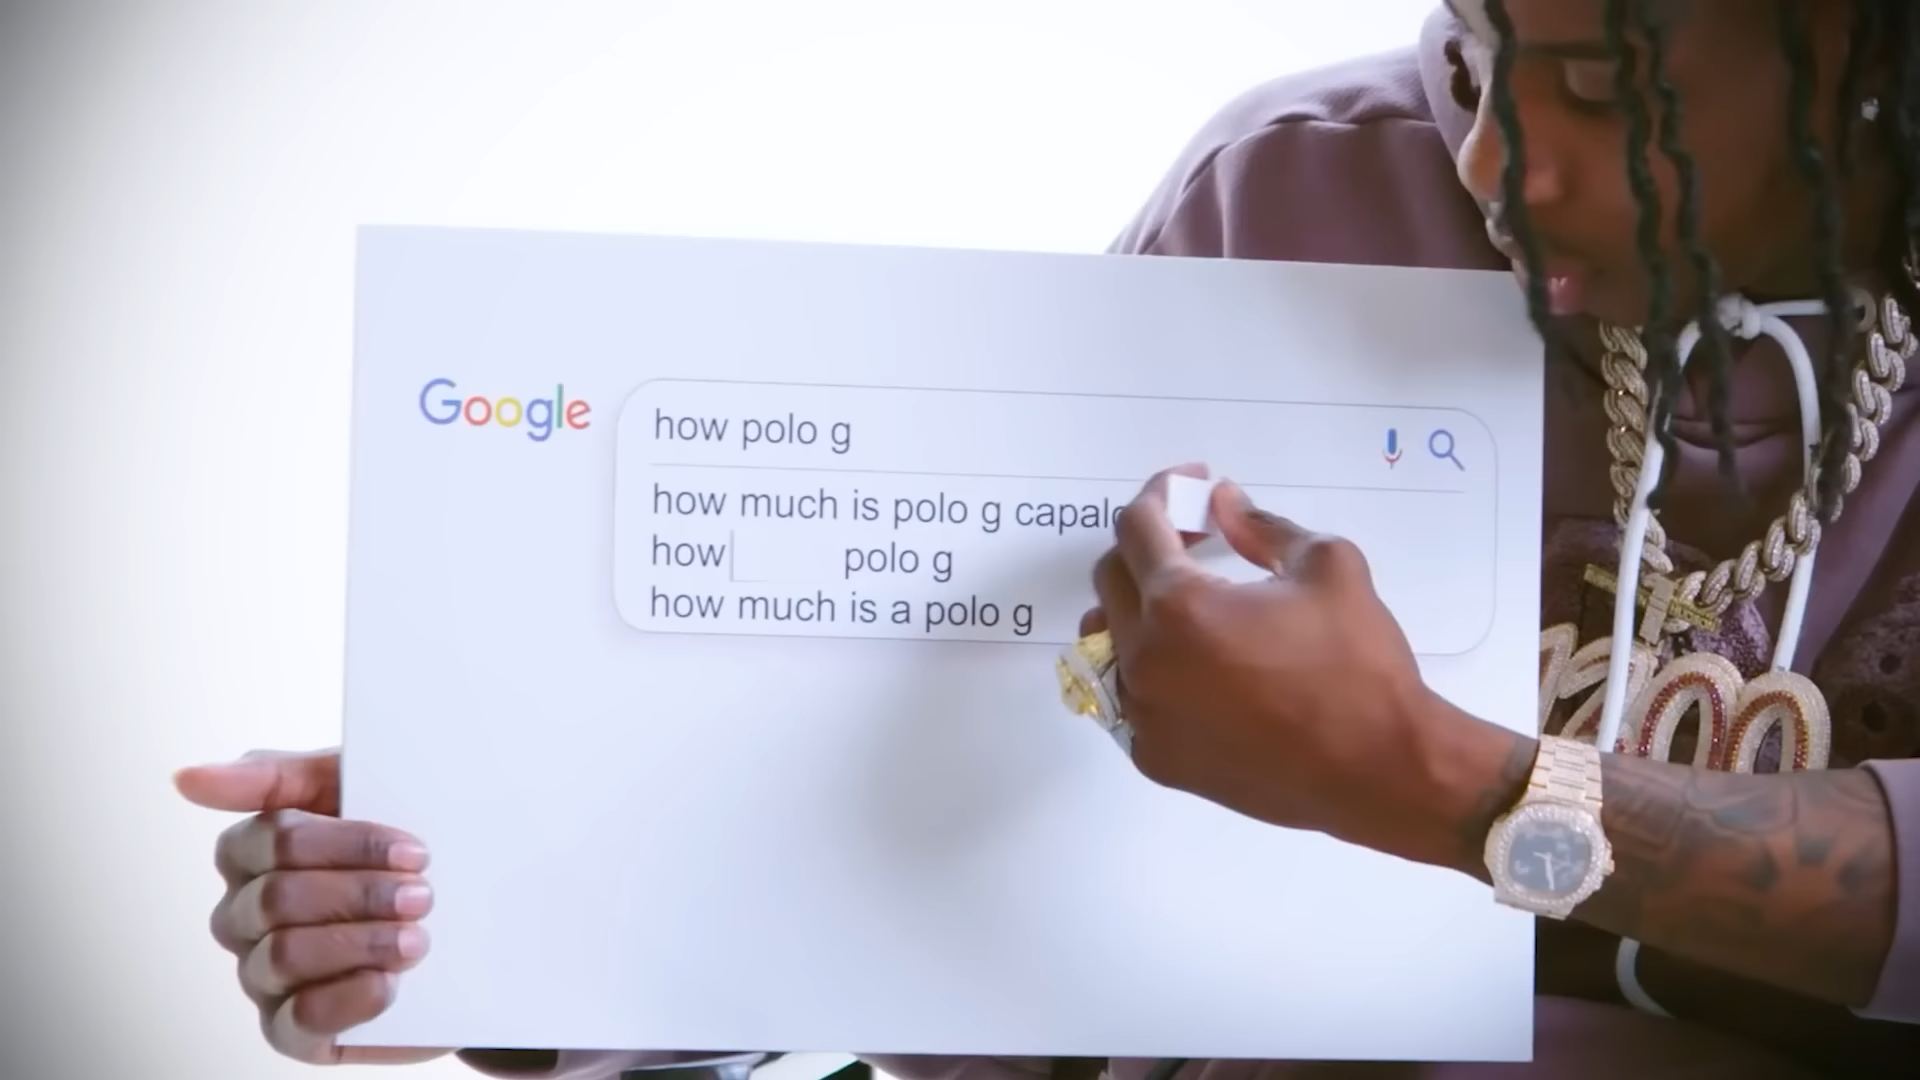 Google
how polo g
how much is polo g capalo
how polo g
how much is a polo g